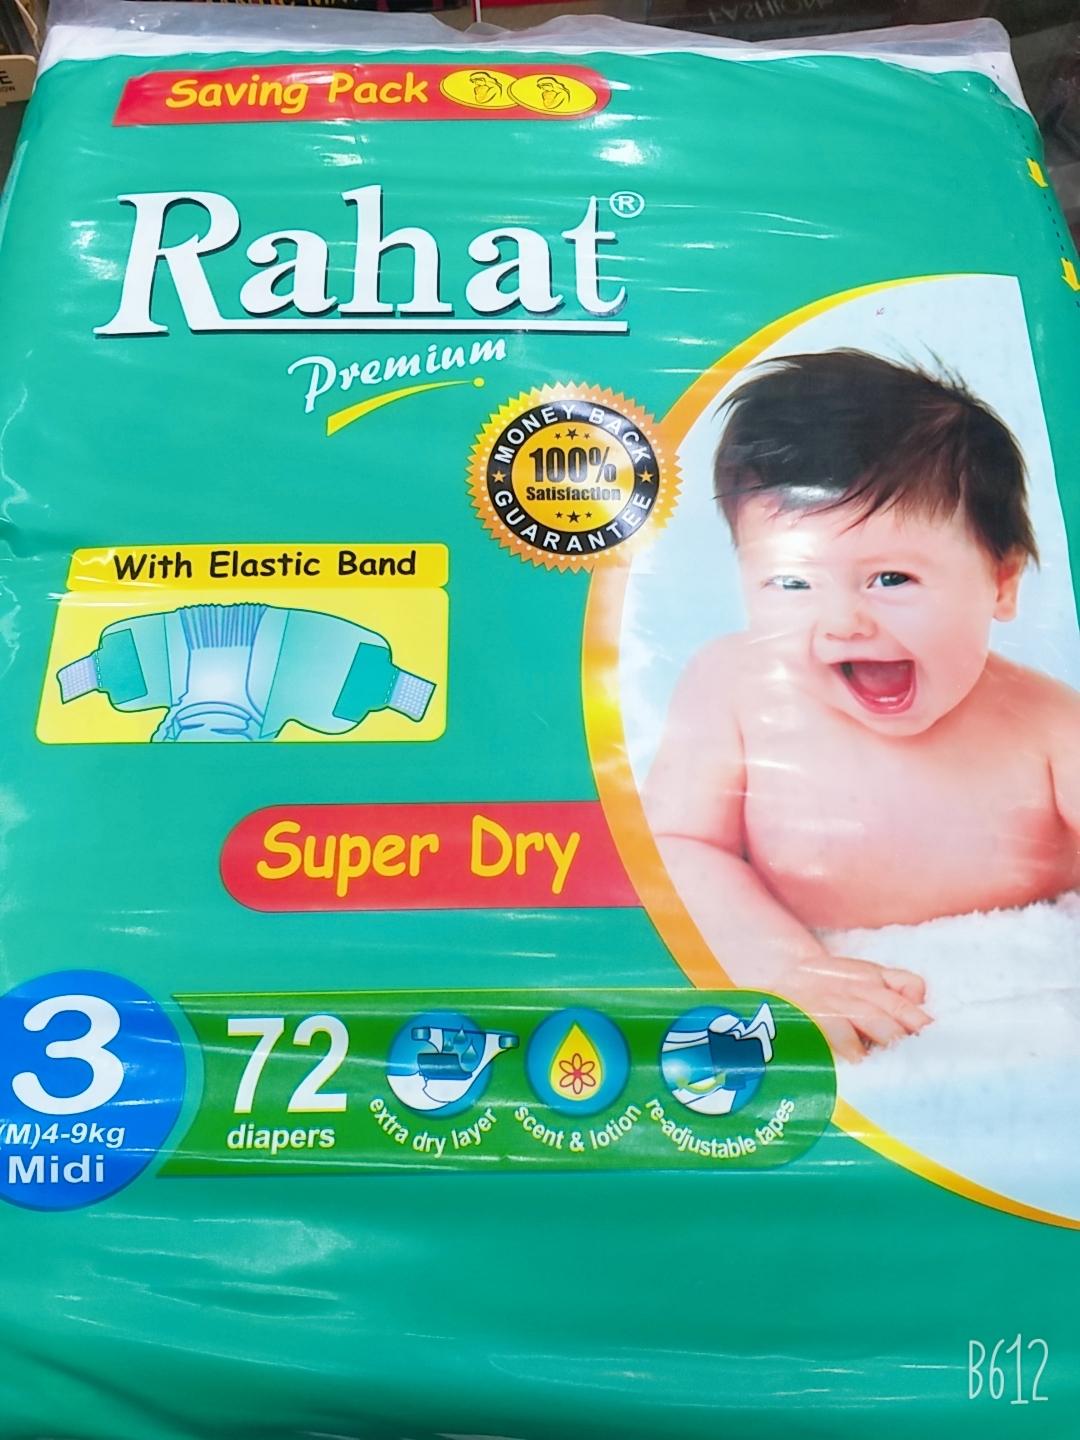 Saving Pack
Rahat®
Premium
MONEY BACK
100%
Satisfaction
GUARANTEE
With Elastic Band
Super Dry
3
(M)4-9kg
Midi
72
diapers
extra dry layer
scent & lotion
re-adjustable tapes
FASHION
B612